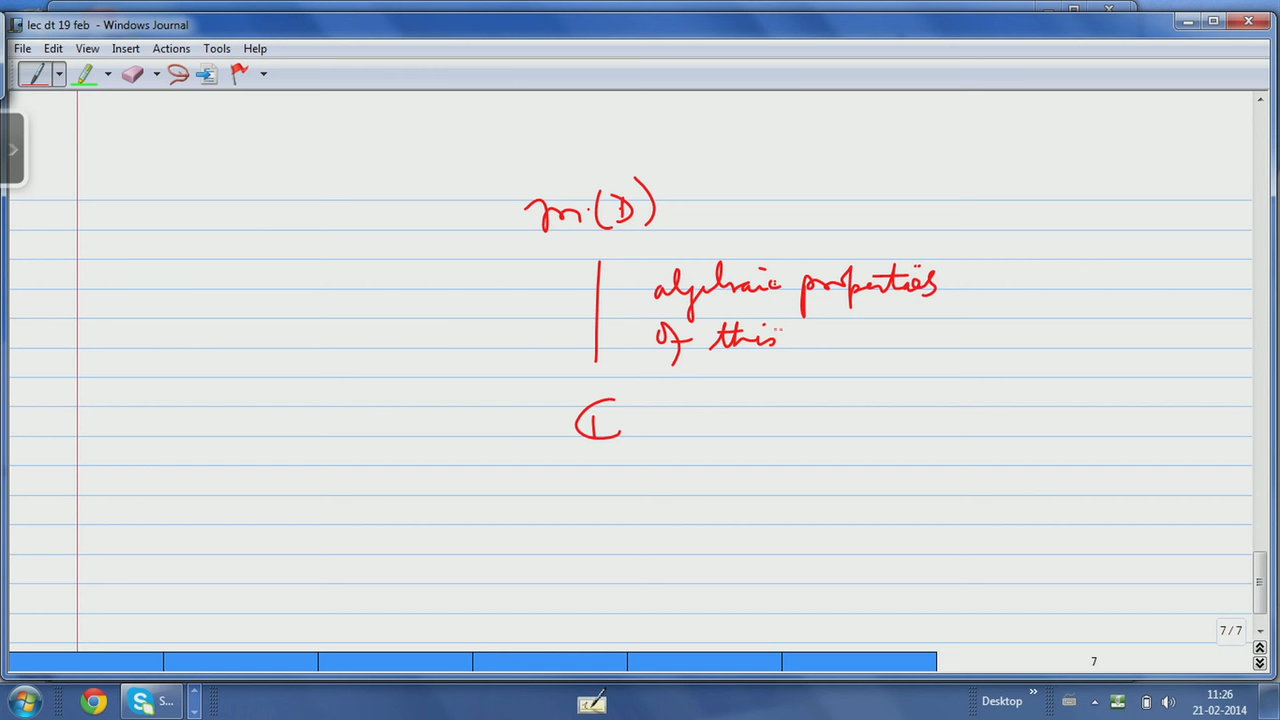 lec dt 19 feb - Windows Journal
File Edit View Insert Actions Tools Help
m(D)
algebraic properties
of this
ℂ
7 / 7
7
S...
Desktop
11:26
21-02-2014